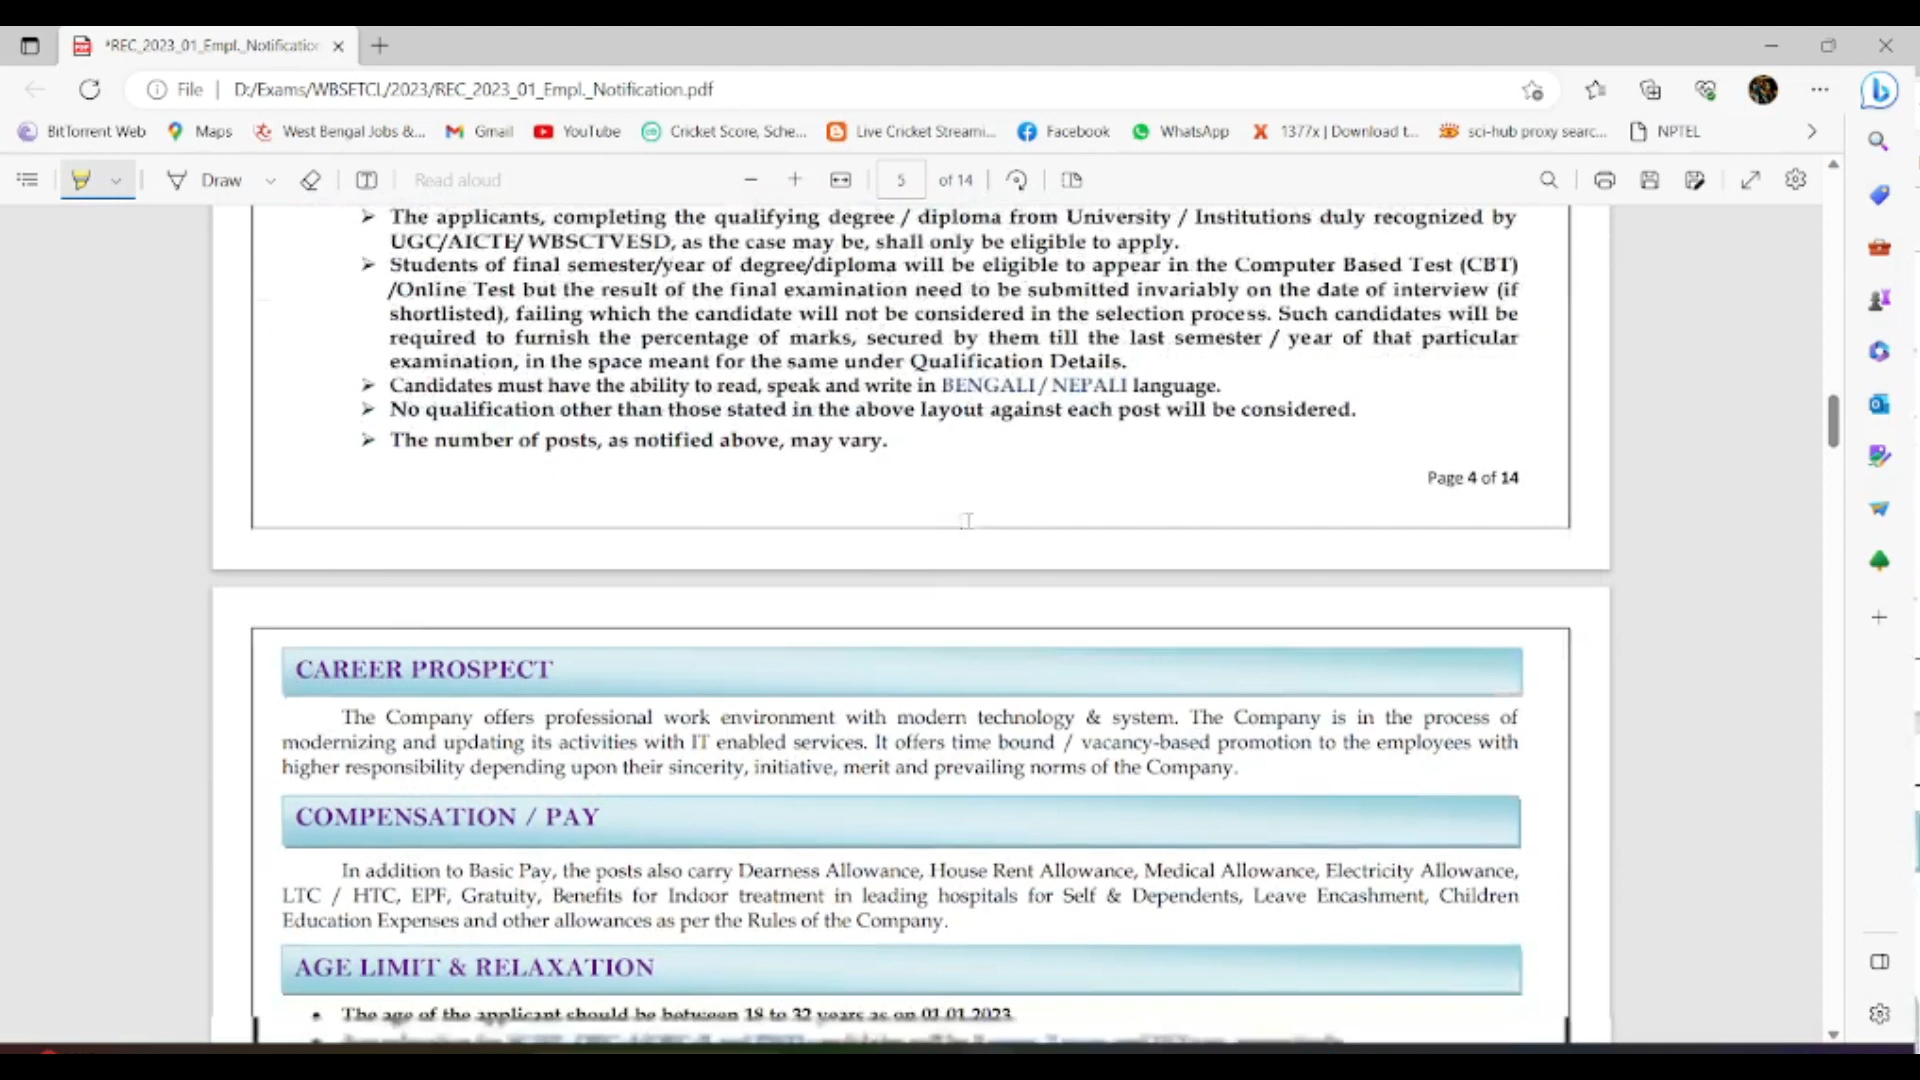 *REC_2023_01_Empl._Notificatio
File | D:/Exams/WBSETCL/2023/REC_2023_01_Empl._Notification.pdf
BitTorrent Web Maps West Bengal Jobs &... Gmail YouTube Cricket Score, Sche... Live Cricket Streami... Facebook WhatsApp 1377x | Download t... sci-hub proxy searc... NPTEL
Draw Read aloud 5 of 14
➢ The applicants, completing the qualifying degree / diploma from University / Institutions duly recognized by
UGC/AICTE/WBSCTVESD, as the case may be, shall only be eligible to apply.
➢ Students of final semester/year of degree/diploma will be eligible to appear in the Computer Based Test (CBT)
/Online Test but the result of the final examination need to be submitted invariably on the date of interview (if
shortlisted), failing which the candidate will not be considered in the selection process. Such candidates will be
required to furnish the percentage of marks, secured by them till the last semester / year of that particular
examination, in the space meant for the same under Qualification Details.
➢ Candidates must have the ability to read, speak and write in BENGALI / NEPALI language.
➢ No qualification other than those stated in the above layout against each post will be considered.
➢ The number of posts, as notified above, may vary.
Page 4 of 14
CAREER PROSPECT
The Company offers professional work environment with modern technology & system. The Company is in the process of
modernizing and updating its activities with IT enabled services. It offers time bound / vacancy-based promotion to the employees with
higher responsibility depending upon their sincerity, initiative, merit and prevailing norms of the Company.
COMPENSATION / PAY
In addition to Basic Pay, the posts also carry Dearness Allowance, House Rent Allowance, Medical Allowance, Electricity Allowance,
LTC / HTC, EPF, Gratuity, Benefits for Indoor treatment in leading hospitals for Self & Dependents, Leave Encashment, Children
Education Expenses and other allowances as per the Rules of the Company.
AGE LIMIT & RELAXATION
• The age of the applicant should be between 18 to 32 years as on 01.01.2023